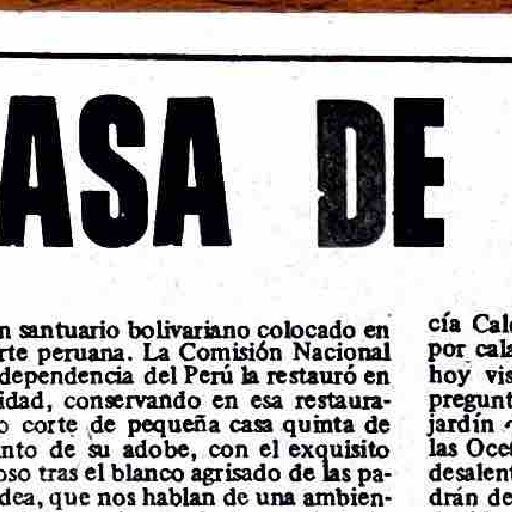 ASA DE
n santuario bolivariano colocado en
rte peruana. La Comisión Nacional
dependencia del Perú la restauró en
idad, conservando en esa restaura-
o corte de pequeña casa quinta de
nto de su adobe, con el exquisito
oso tras el blanco agrisado de las pa-
dea, que nos hablan de una ambien-
cía Cal
por cala
hoy vis
pregunt
jardín
las Oce
desalent
drán de